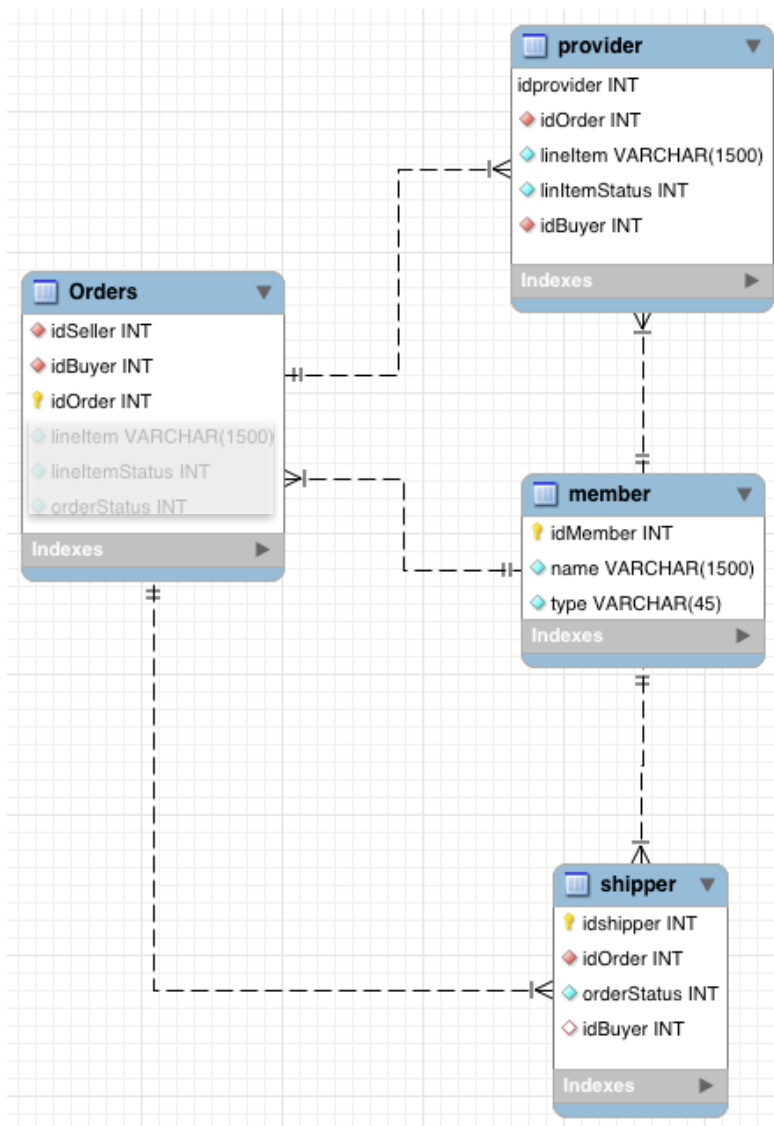 provider
idprovider INT
idOrder INT
lineItem VARCHAR(1500)
linItemStatus INT
idBuyer INT
Indexes
Orders
idSeller INT
idBuyer INT
idOrder INT
lineItem VARCHAR(1500)
lineItemStatus INT
orderStatus INT
Indexes
member
idMember INT
name VARCHAR(1500)
type VARCHAR(45)
Indexes
shipper
idshipper INT
idOrder INT
orderStatus INT
idBuyer INT
Indexes